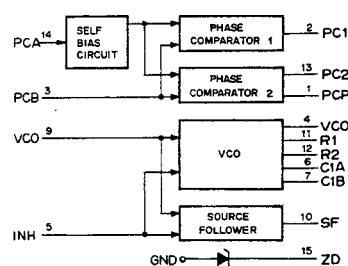 PCA 14 SELF BIAS CIRCUIT
PHASE COMPARATOR 1 2 PC1
PCB 3
PHASE COMPARATOR 2 13 PC2
1 PCP
VCO 9
VCO
4 VCO
11 R1
12 R2
6 C1A
7 C1B
INH 5
SOURCE FOLLOWER 10 SF
GND 15 ZD